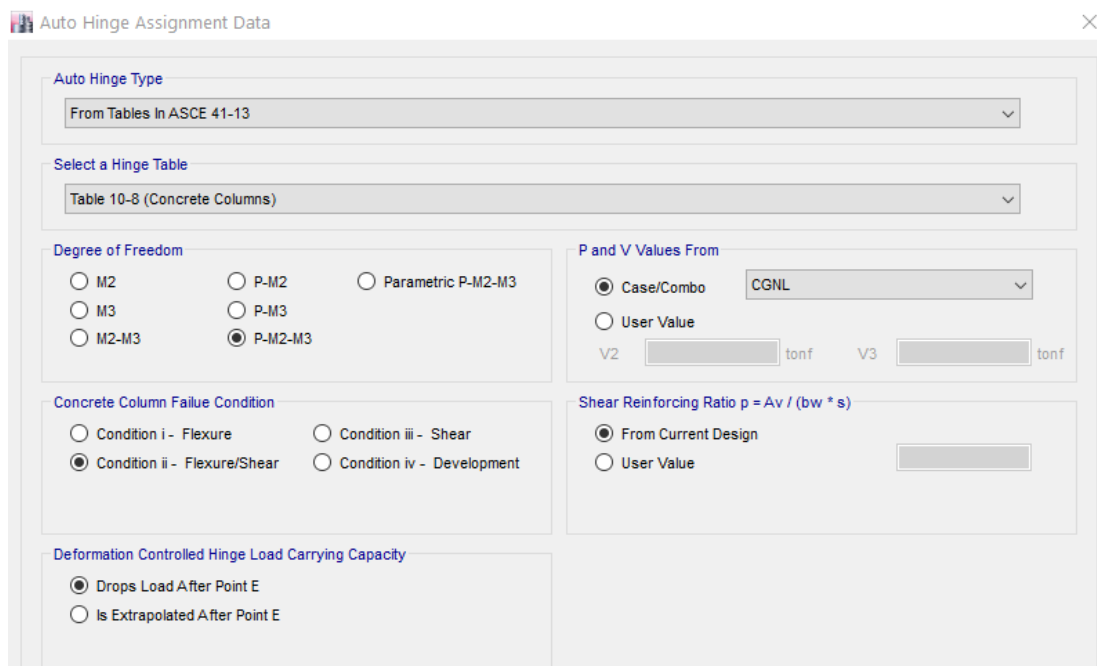 Auto Hinge Assignment Data
Auto Hinge Type
From Tables In ASCE 41-13
Select a Hinge Table
Table 10-8 (Concrete Columns)
Degree of Freedom
M2 P-M2 Parametric P-M2-M3
M3 P-M3
M2-M3 P-M2-M3
P and V Values From
Case/Combo CGNL
User Value
V2 tonf V3 tonf
Concrete Column Failue Condition
Condition i - Flexure Condition iii - Shear
Condition ii - Flexure/Shear Condition iv - Development
Shear Reinforcing Ratio p = Av / (bw * s)
From Current Design
User Value
Deformation Controlled Hinge Load Carrying Capacity
Drops Load After Point E
Is Extrapolated After Point E